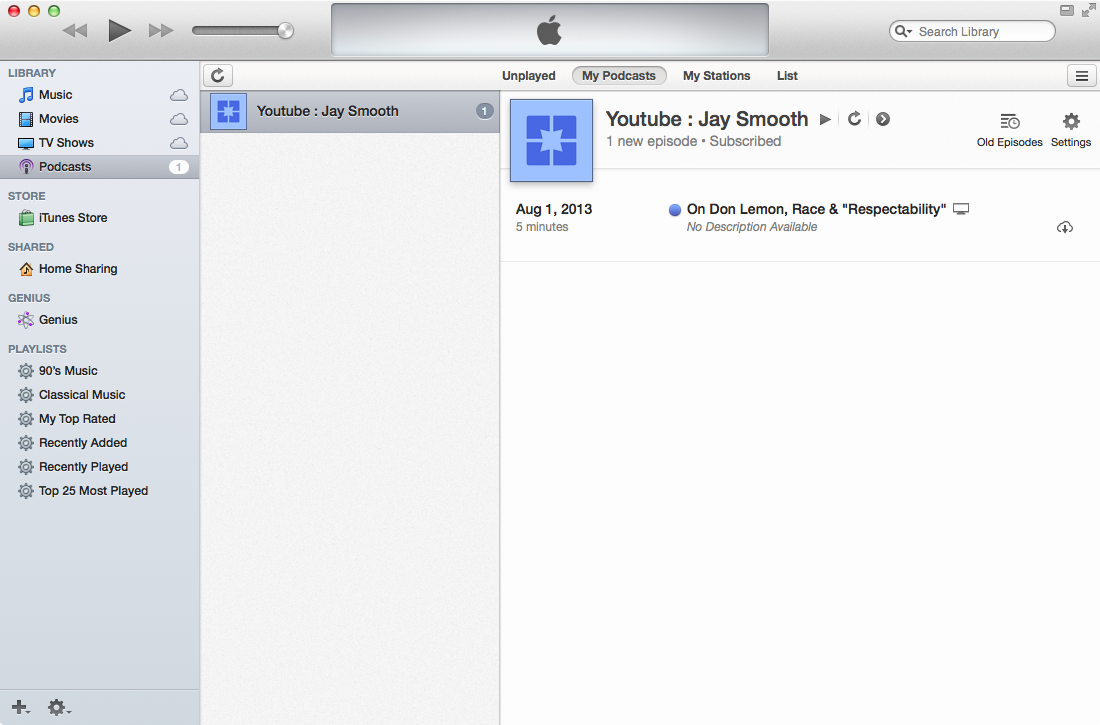 Search Library
LIBRARY
Music
Movies
TV Shows
Podcasts 1
STORE
iTunes Store
SHARED
Home Sharing
GENIUS
Genius
PLAYLISTS
90's Music
Classical Music
My Top Rated
Recently Added
Recently Played
Top 25 Most Played
Unplayed My Podcasts My Stations List
Youtube : Jay Smooth 1
Youtube : Jay Smooth
1 new episode • Subscribed
Old Episodes Settings
Aug 1, 2013 On Don Lemon, Race & "Respectability"
5 minutes No Description Available